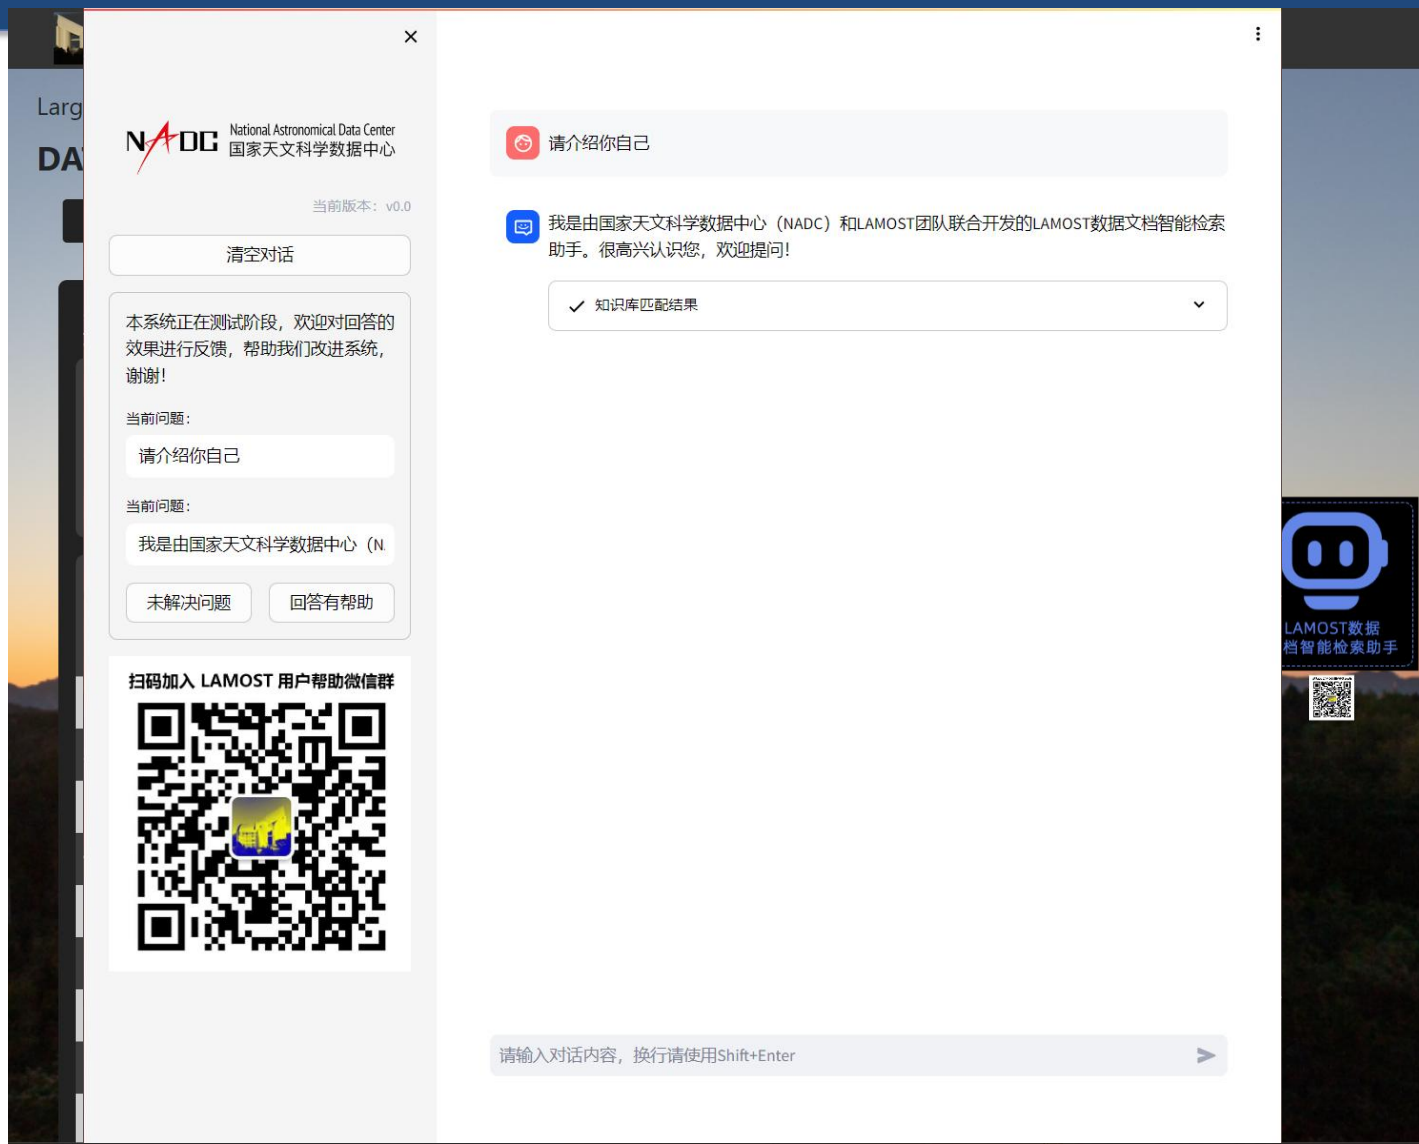 Larg
DA
NADC National Astronomical Data Center
国家天文科学数据中心
当前版本：v0.0
清空对话
本系统正在测试阶段，欢迎对回答的
效果进行反馈，帮助我们改进系统，
谢谢！
当前问题：
请介绍你自己
当前问题：
我是由国家天文科学数据中心（N
未解决问题
回答有帮助
扫码加入 LAMOST 用户帮助微信群
请介绍你自己
我是由国家天文科学数据中心（NADC）和LAMOST团队联合开发的LAMOST数据文档智能检索
助手。很高兴认识您，欢迎提问！
知识库匹配结果
请输入对话内容，换行请使用Shift+Enter
LAMOST数据
档智能检索助手